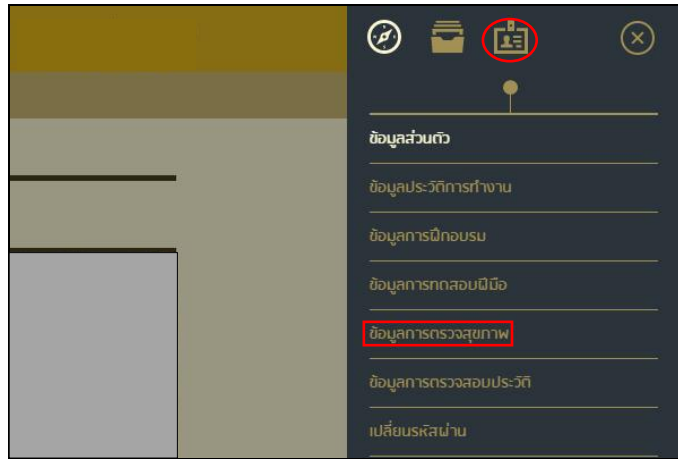 ข้อมูลส่วนตัว
ข้อมูลประวัติการทำงาน
ข้อมูลการฝึกอบรม
ข้อมูลการทดสอบฝีมือ
ข้อมูลการตรวจสุขภาพ
ข้อมูลการตรวจสอบประวัติ
เปลี่ยนรหัสผ่าน